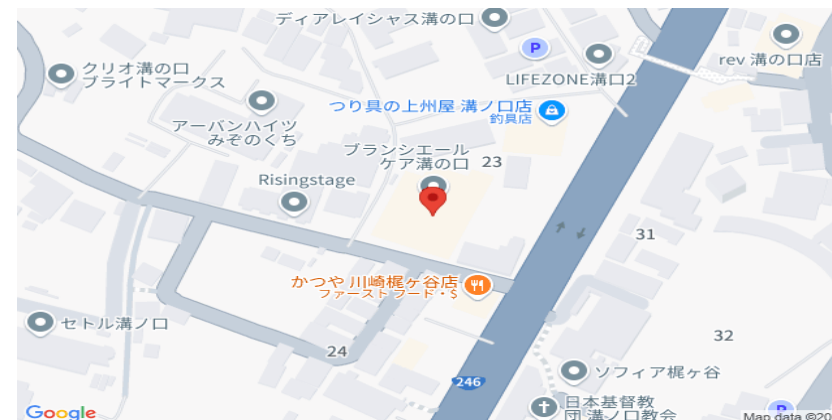 ディアレイシャス溝の口
P
rev 溝の口店
クリオ溝の口
ブライトマークス
LIFEZONE溝口2
つり具の上州屋 溝ノ口店
釣具店
アーバンハイツ
みぞのくち
ブランシエール
ケア溝の口
23
Risingstage
31
かつや 川崎梶ヶ谷店
ファースト フード・$
セトル溝ノ口
24
32
246
ソフィア梶ヶ谷
日本基督教
団 溝ノ口教会
P
Google
Map data ©20